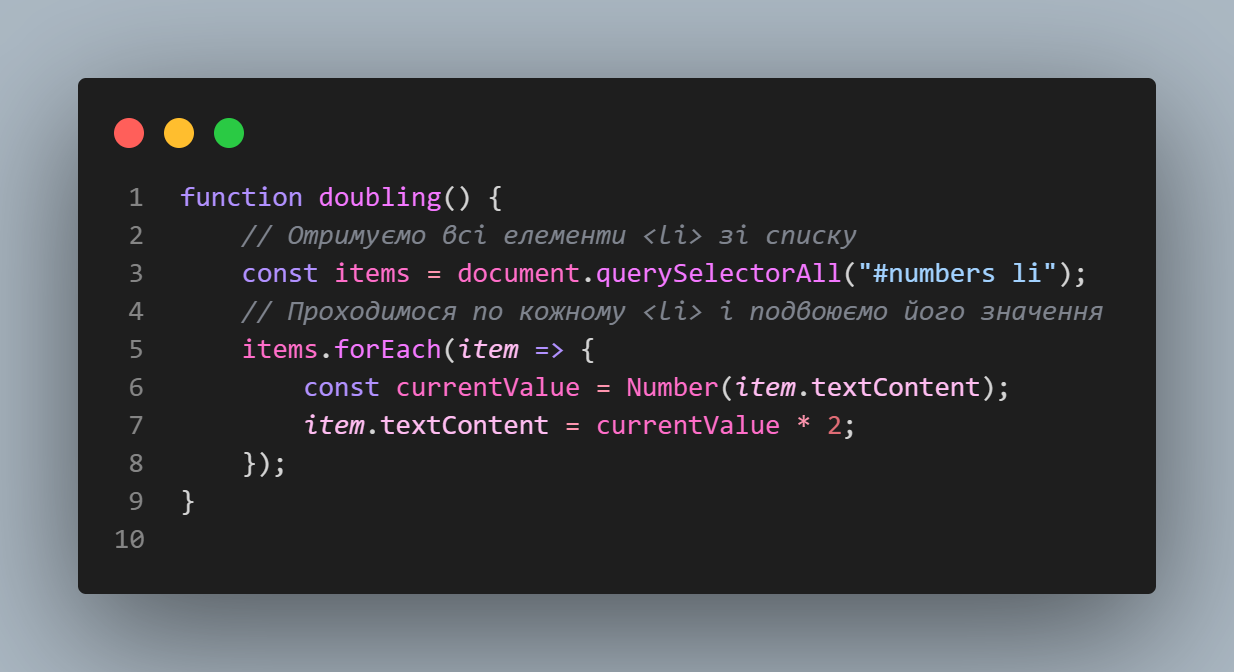 1 function doubling() {
2 // Отримуємо всі елементи <li> зі списку
3 const items = document.querySelectorAll("#numbers li");
4 // Проходимося по кожному <li> і подвоюємо його значення
5 items.forEach(item => {
6 const currentValue = Number(item.textContent);
7 item.textContent = currentValue * 2;
8 });
9 }
10